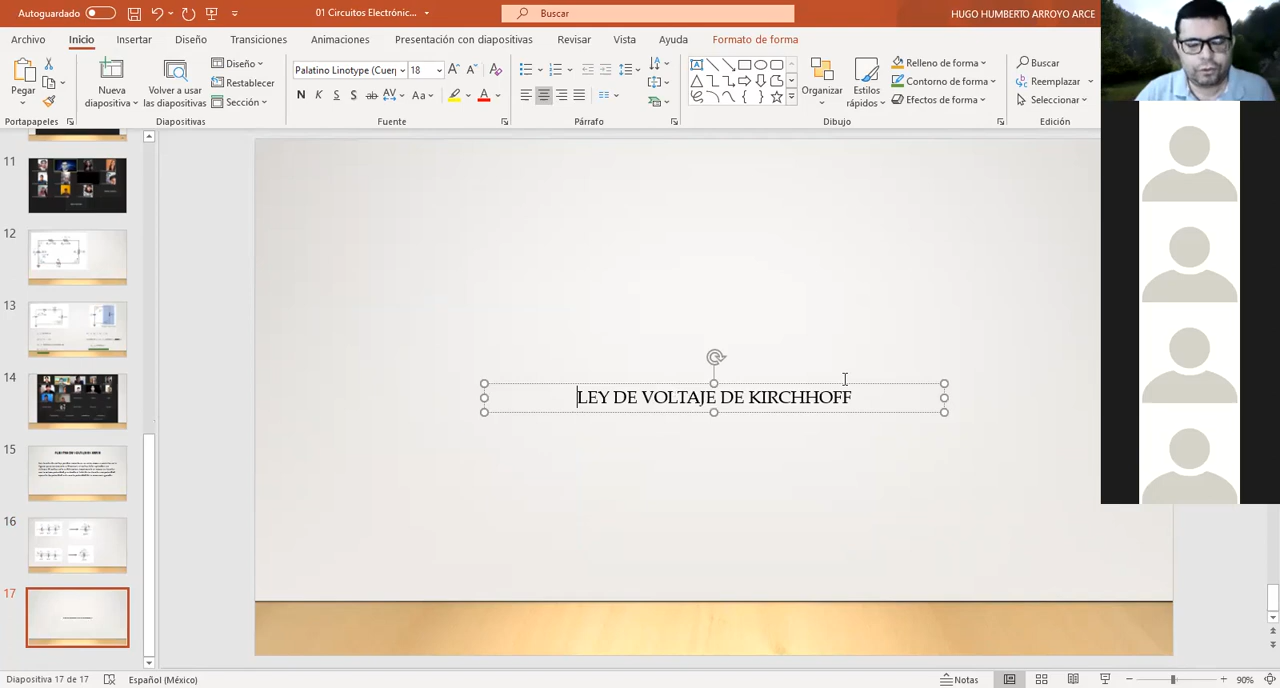 Autoguardado
01 Circuitos Electrónic...
Buscar
HUGO HUMBERTO ARROYO ARCE
Archivo Inicio Insertar Diseño Transiciones Animaciones Presentación con diapositivas Revisar Vista Ayuda Formato de forma
Pegar
Nueva diapositiva
Volver a usar las diapositivas
Diseño
Restablecer
Sección
Palatino Linotype (Cuerp 18
N K S S ab AV Aa A
Organizar
Estilos rápidos
Relleno de forma
Contorno de forma
Efectos de forma
Buscar
Reemplazar
Seleccionar
Portapapeles Diapositivas Fuente Párrafo Dibujo Edición
11
12
13
14
15
16
17
LEY DE VOLTAJE DE KIRCHHOFF
Diapositiva 17 de 17 Español (México) Notas 90%